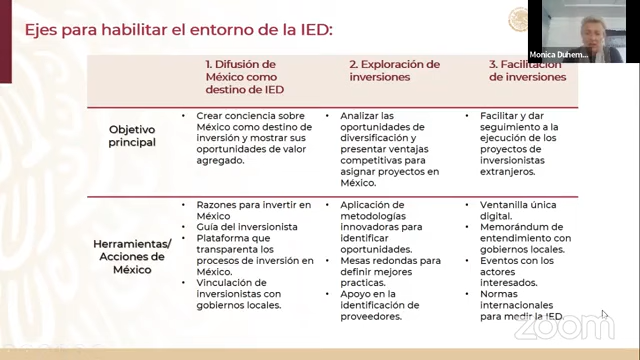 Ejes para habilitar el entorno de la IED:
Monica Duhem...
1. Difusión de
México como
destino de IED
2. Exploración de
inversiones
3. Facilitación
de inversiones
Objetivo
principal
• Crear conciencia sobre
México como destino de
inversión y mostrar sus
oportunidades de valor
agregado.
• Analizar las
oportunidades de
diversificación y
presentar ventajas
competitivas para
asignar proyectos en
México.
• Facilitar y dar
seguimiento a la
ejecución de los
proyectos de
inversionistas
extranjeros.
Herramientas/
Acciones de
México
• Razones para invertir en
México
• Guía del inversionista
• Plataforma que
transparenta los
procesos de inversión en
México.
• Vinculación de
inversionistas con
gobiernos locales.
• Aplicación de
metodologías
innovadoras para
identificar
oportunidades.
• Mesas redondas para
definir mejores
practicas.
• Apoyo en la
identificación de
proveedores.
• Ventanilla única
digital.
• Memorándum de
entendimiento con
gobiernos locales.
• Eventos con los
actores
interesados.
• Normas
internacionales
para medir la IED.
zoom